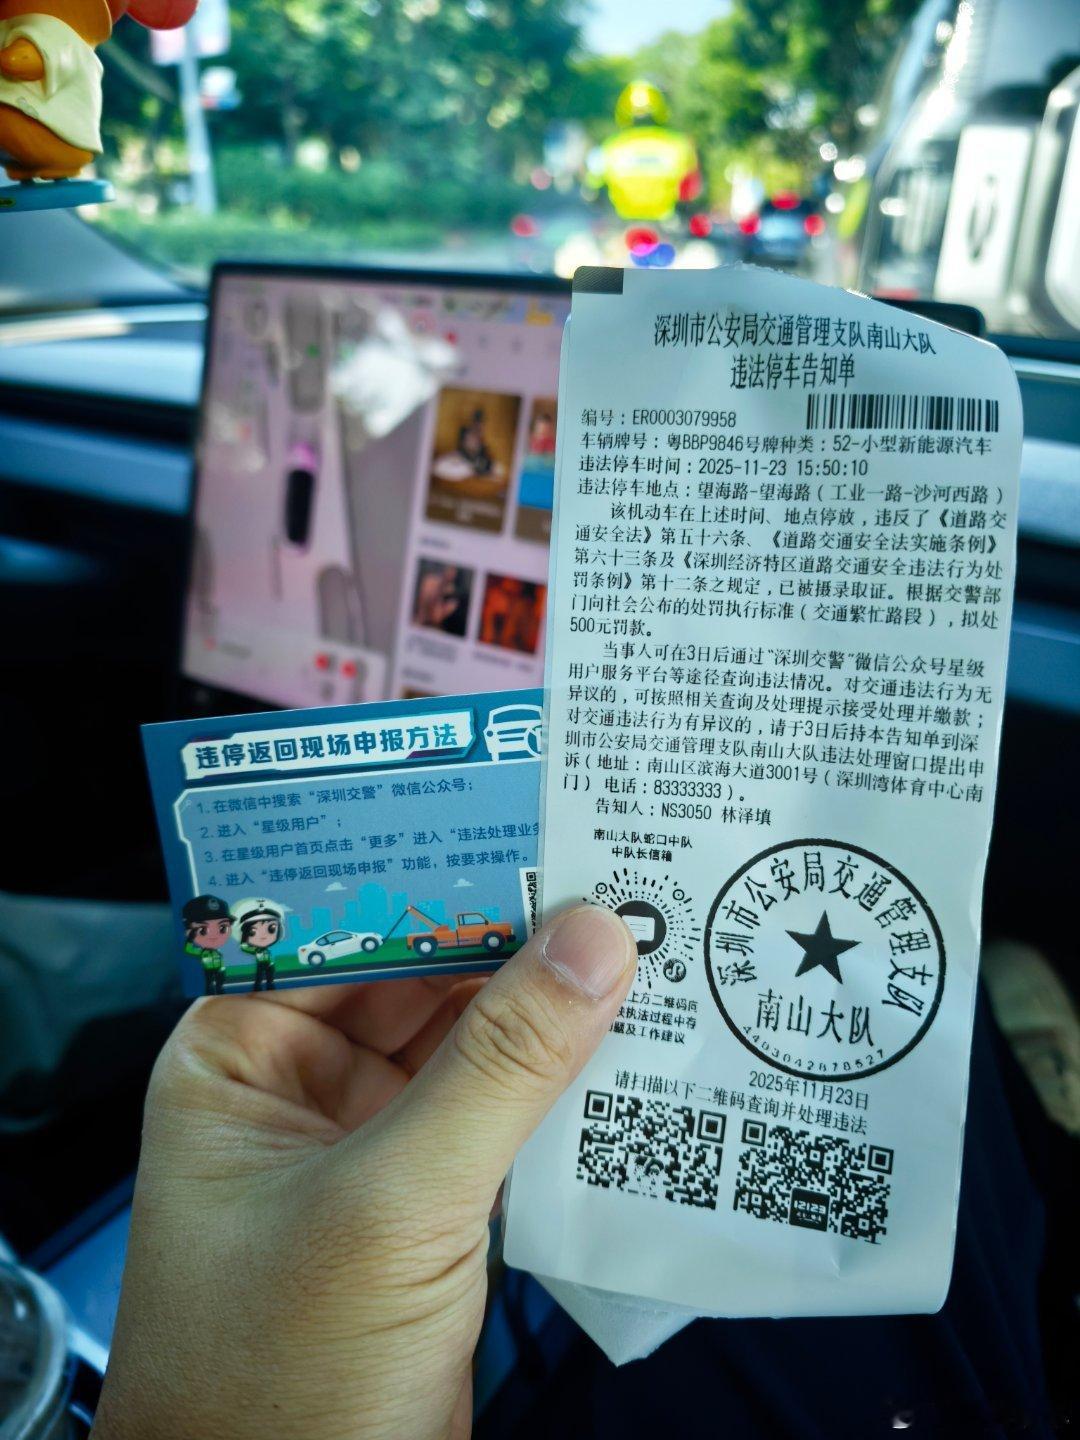 深圳市公安局交通管理支队南山大队
违法停车告知单
编号：ER0003079958
车辆牌号：粤BBP9846号牌种类：52-小型新能源汽车
违法停车时间：2025-11-23 15:50:10
违法停车地点：望海路-望海路（工业一路-沙河西路）
该机动车在上述时间、地点停放，违反了《道路交
通安全法》第五十六条、《道路交通安全法实施条例》
第六十三条及《深圳经济特区道路交通安全违法行为处
罚条例》第十二条之规定，已被摄录取证。根据交警部
门向社会公布的处罚执行标准（交通繁忙路段），拟处
500元罚款。
当事人可在3日后通过“深圳交警”微信公众号星级
用户服务平台等途径查询违法情况。对交通违法行为无
异议的，可按照相关查询及处理提示接受处理并缴款；
对交通违法行为有异议的，请于3日后持本告知单到深
圳市公安局交通管理支队南山大队违法处理窗口提出申
诉（地址：南山区滨海大道3001号（深圳湾体育中心南
门） 电话：83333333）。
告知人：NS3050 林泽填
南山大队蛇口中队
中队长信箱
上方二维码向
执法过程中存
题及工作建议
深圳市公安局交通管理支队
南山大队
4403042878527
2025年11月23日
请扫描以下二维码查询并处理违法
12123
违停返回现场申报方法
1. 在微信中搜索“深圳交警”微信公众号；
2. 进入“星级用户”；
3. 在星级用户首页点击“更多”进入“违法处理业务
4. 进入“违停返回现场申报”功能，按要求操作。